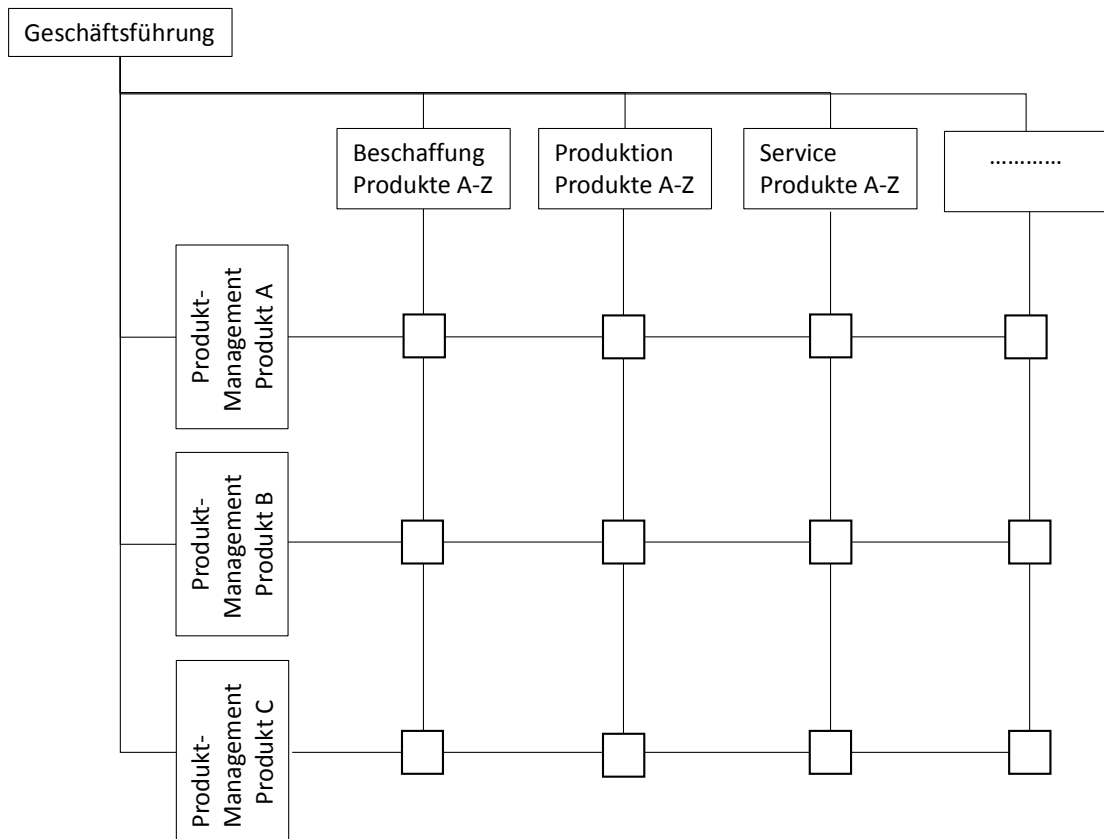 Geschäftsführung
Beschaffung
Produkte A-Z
Produktion
Produkte A-Z
Service
Produkte A-Z
............
Produkt-
Management
Produkt A
Produkt-
Management
Produkt B
Produkt-
Management
Produkt C